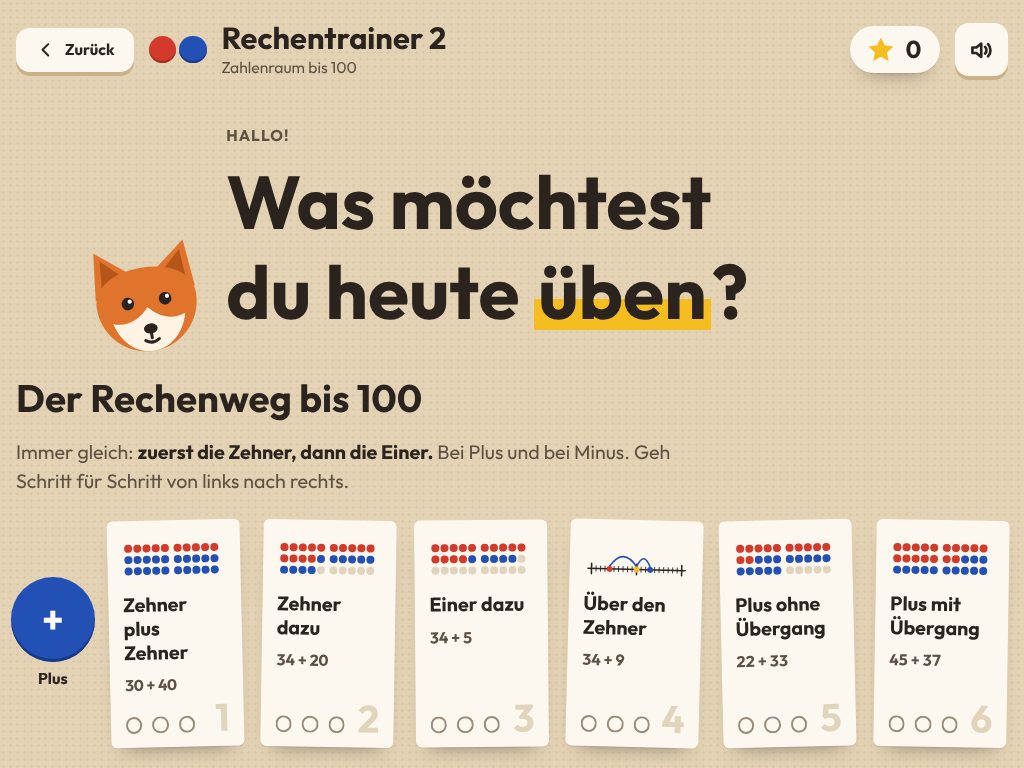 Zurück
Rechentrainer 2
Zahlenraum bis 100
0
HALLO!
Was möchtest
du heute üben?
Der Rechenweg bis 100
Immer gleich: zuerst die Zehner, dann die Einer. Bei Plus und bei Minus. Geh
Schritt für Schritt von links nach rechts.
+
Plus
Zehner
plus
Zehner
30 + 40
1
Zehner
dazu
34 + 20
2
Einer dazu
34 + 5
3
Über den
Zehner
34 + 9
4
Plus ohne
Übergang
22 + 33
5
Plus mit
Übergang
45 + 37
6